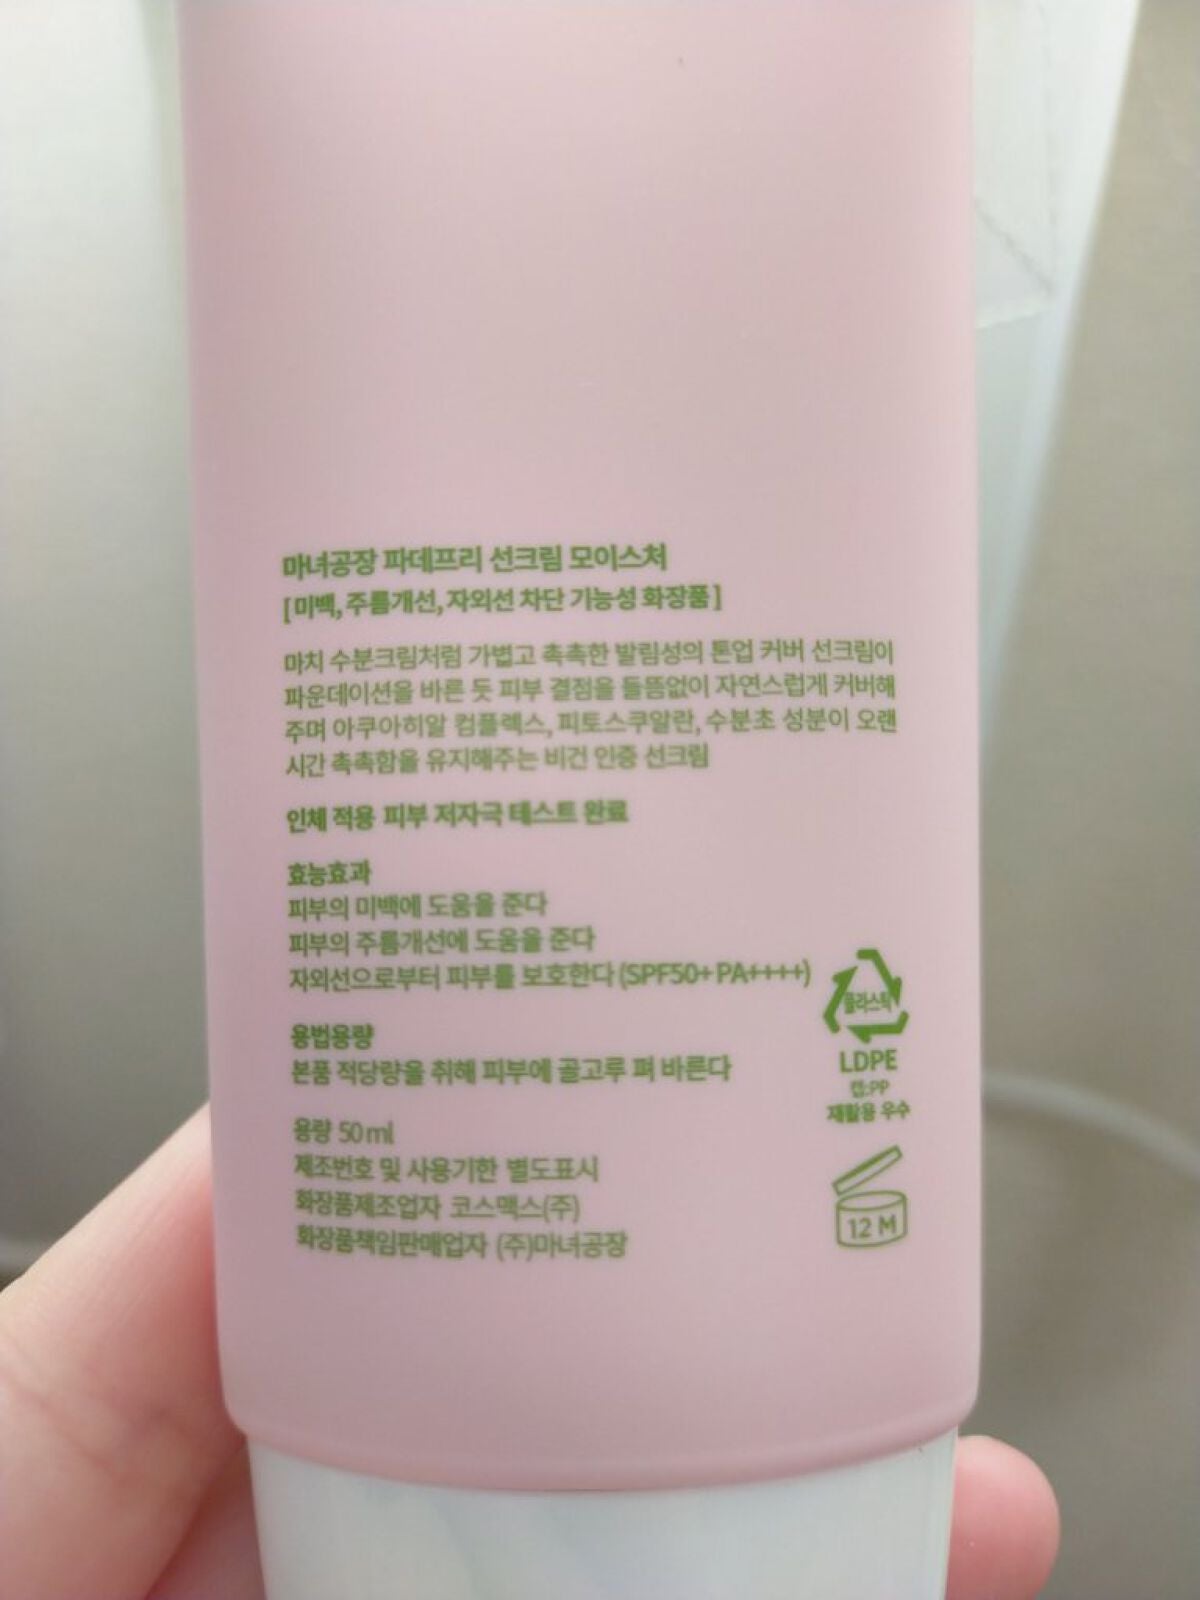 마녀공장 파데프리 선크림 모이스처
[ 미백, 주름개선, 자외선 차단 기능성 화장품 ]
마치 수분크림처럼 가볍고 촉촉한 발림성의 톤업 커버 선크림이
파운데이션을 바른 듯 피부 결점을 들뜸없이 자연스럽게 커버해
주며 아쿠아히알 컴플렉스, 피토스쿠알란, 수분초 성분이 오랜
시간 촉촉함을 유지해주는 비건 인증 선크림
인체 적용 피부 저자극 테스트 완료
효능효과
피부의 미백에 도움을 준다
피부의 주름개선에 도움을 준다
자외선으로부터 피부를 보호한다 (SPF50+ PA++++)
용법용량
본품 적당량을 취해 피부에 골고루 펴 바른다
용량 50 ml
제조번호 및 사용기한 별도표시
화장품제조업자 코스맥스(주)
화장품책임판매업자 (주)마녀공장
플라스틱
LDPE
캡:PP
재활용 우수
12 M